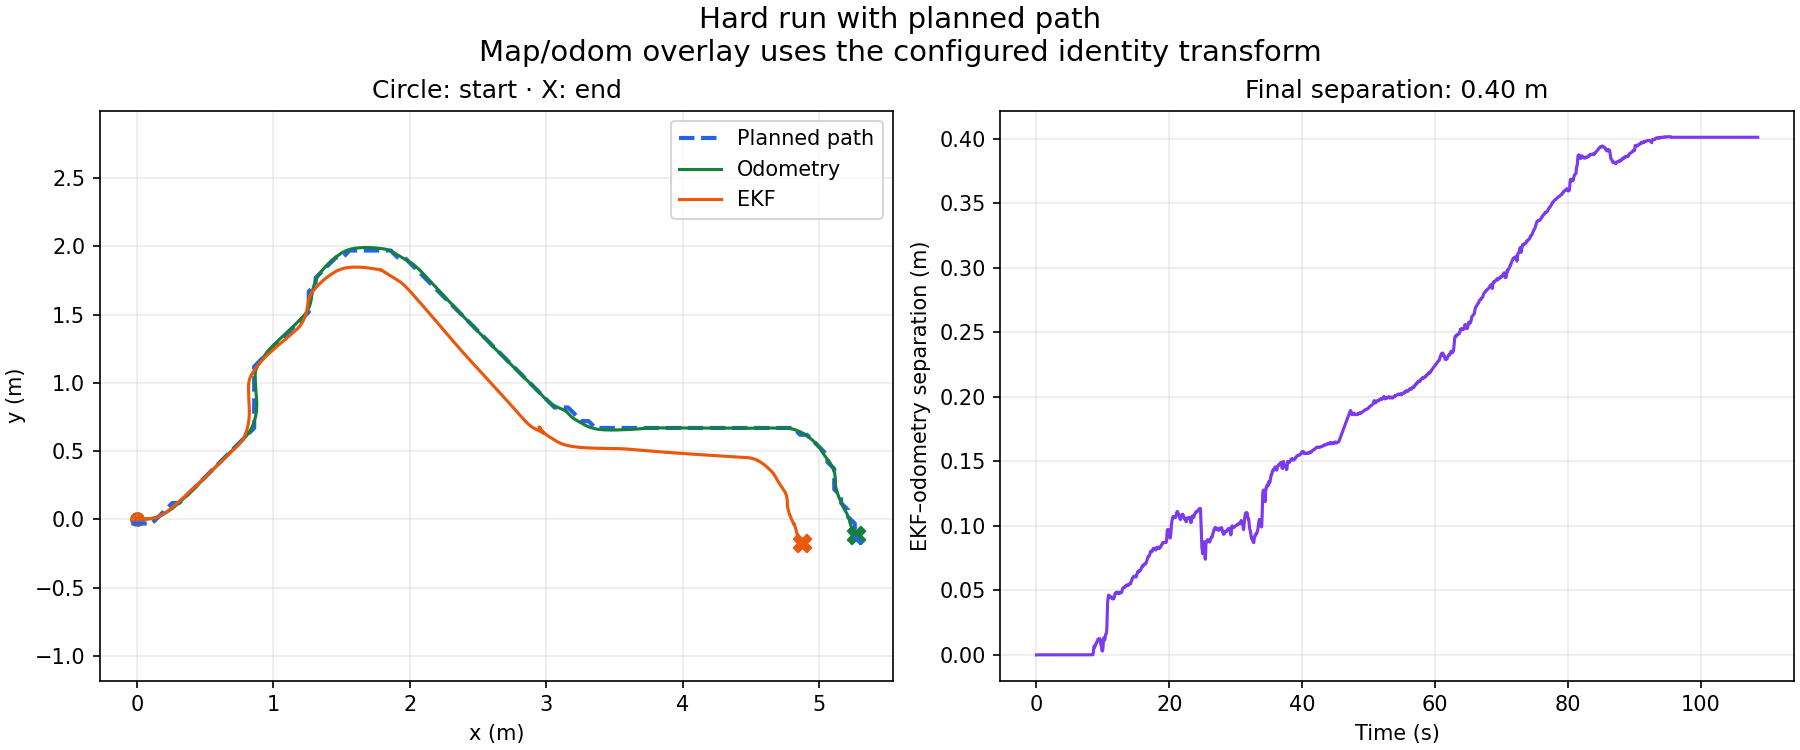 Hard run with planned path
Map/odom overlay uses the configured identity transform
Circle: start · X: end
Planned path
Odometry
EKF
2.5
2.0
1.5
1.0
0.5
0.0
−0.5
−1.0
y (m)
0 1 2 3 4 5
x (m)
Final separation: 0.40 m
0.40
0.35
0.30
0.25
0.20
0.15
0.10
0.05
0.00
EKF–odometry separation (m)
0 20 40 60 80 100
Time (s)